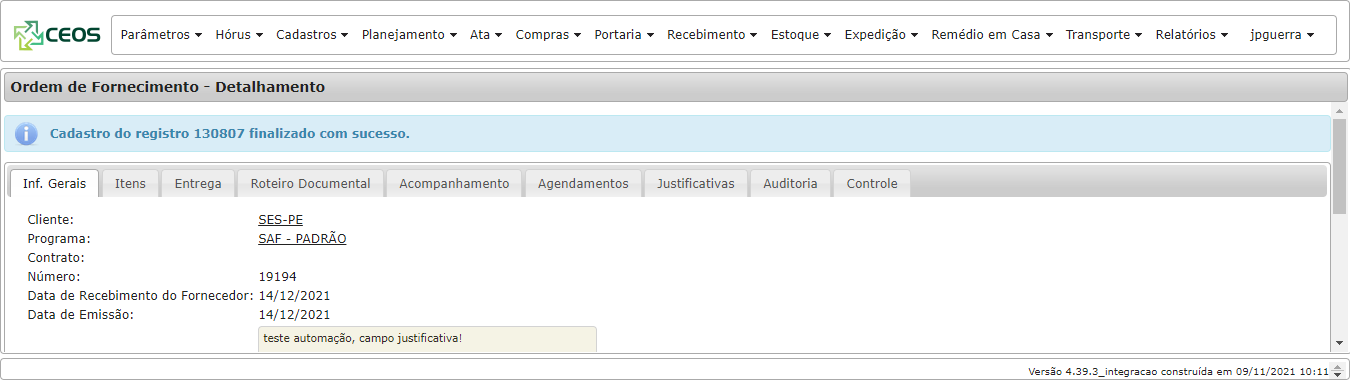 CEOS Parâmetros Hórus Cadastros Planejamento Ata Compras Portaria Recebimento Estoque Expedição Remédio em Casa Transporte Relatórios jpguerra
Ordem de Fornecimento - Detalhamento
Cadastro do registro 130807 finalizado com sucesso.
Inf. Gerais Itens Entrega Roteiro Documental Acompanhamento Agendamentos Justificativas Auditoria Controle
Cliente: SES-PE
Programa: SAF - PADRÃO
Contrato:
Número: 19194
Data de Recebimento do Fornecedor: 14/12/2021
Data de Emissão: 14/12/2021
teste automação, campo justificativa!
Versão 4.39.3_integracao construída em 09/11/2021 10:11